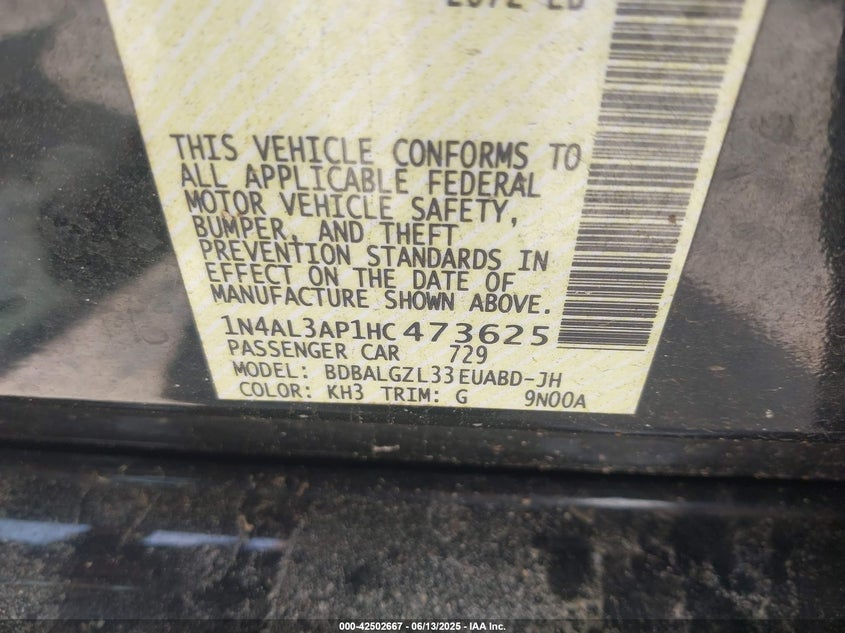 THIS VEHICLE CONFORMS TO
ALL APPLICABLE FEDERAL
MOTOR VEHICLE SAFETY,
BUMPER, AND THEFT
PREVENTION STANDARDS IN
EFFECT ON THE DATE OF
MANUFACTURE SHOWN ABOVE.
1N4AL3AP1HC 473625
PASSENGER CAR 729
MODEL: BDBALGZL33EUABD-JH
COLOR: KH3 TRIM: G 9N00A
000-42502667 - 06/13/2025 - IAA Inc.